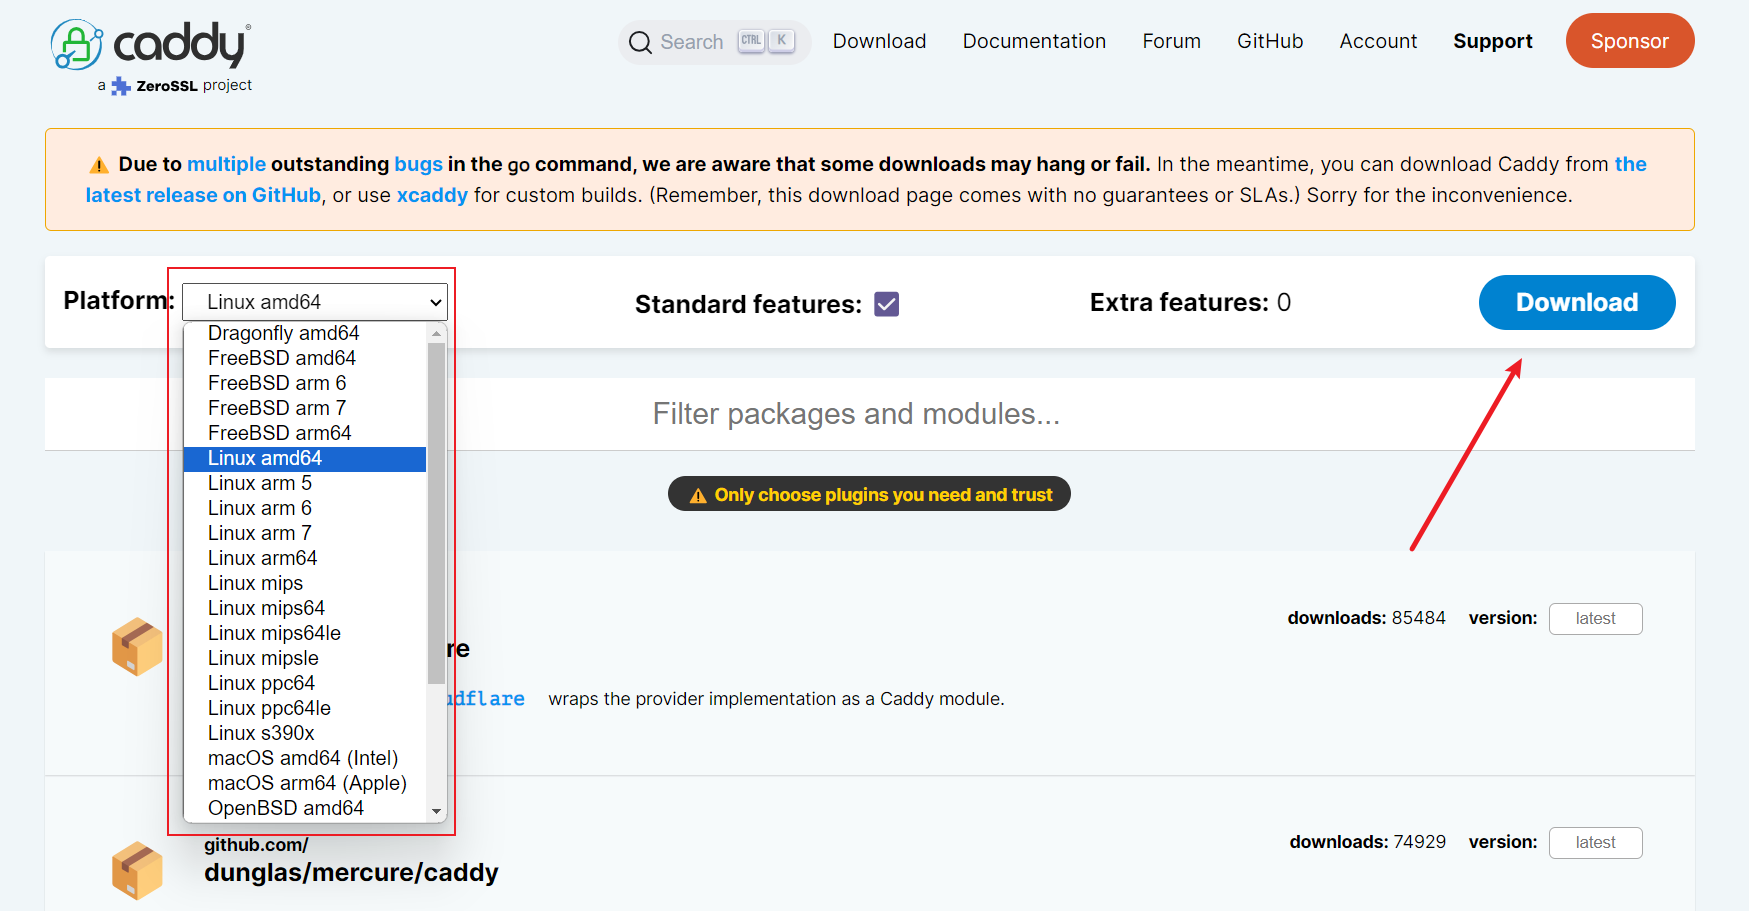 caddy
a ZeroSSL project
Search CTRL K
Download
Documentation
Forum
GitHub
Account
Support
Sponsor
Due to multiple outstanding bugs in the go command, we are aware that some downloads may hang or fail. In the meantime, you can download Caddy from the
latest release on GitHub, or use xcaddy for custom builds. (Remember, this download page comes with no guarantees or SLAs.) Sorry for the inconvenience.
Platform: Linux amd64
Standard features:
Extra features: 0
Download
Dragonfly amd64
FreeBSD amd64
FreeBSD arm 6
FreeBSD arm 7
FreeBSD arm64
Linux amd64
Linux arm 5
Linux arm 6
Linux arm 7
Linux arm64
Linux mips
Linux mips64
Linux mips64le
Linux mipsle
Linux ppc64
Linux ppc64le
Linux s390x
macOS amd64 (Intel)
macOS arm64 (Apple)
OpenBSD amd64
Filter packages and modules...
Only choose plugins you need and trust
downloads: 85484 version: latest
re
dflare wraps the provider implementation as a Caddy module.
github.com/
dunglas/mercure/caddy
downloads: 74929 version: latest